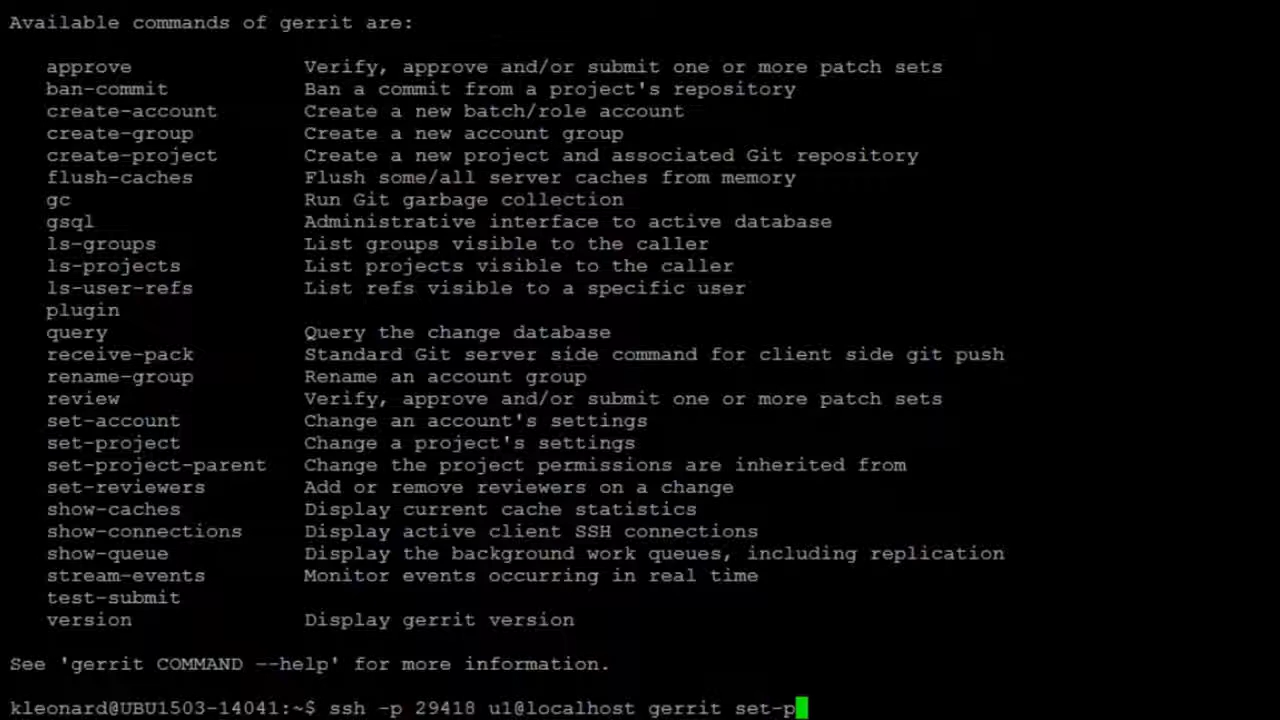 Available commands of gerrit are:
approve Verify, approve and/or submit one or more patch sets
ban-commit Ban a commit from a project's repository
create-account Create a new batch/role account
create-group Create a new account group
create-project Create a new project and associated Git repository
flush-caches Flush some/all server caches from memory
gc Run Git garbage collection
gsql Administrative interface to active database
ls-groups List groups visible to the caller
ls-projects List projects visible to the caller
ls-user-refs List refs visible to a specific user
plugin
query Query the change database
receive-pack Standard Git server side command for client side git push
rename-group Rename an account group
review Verify, approve and/or submit one or more patch sets
set-account Change an account's settings
set-project Change a project's settings
set-project-parent Change the project permissions are inherited from
set-reviewers Add or remove reviewers on a change
show-caches Display current cache statistics
show-connections Display active client SSH connections
show-queue Display the background work queues, including replication
stream-events Monitor events occurring in real time
test-submit
version Display gerrit version
See 'gerrit COMMAND --help' for more information.
kleonard@UBU1503-14041:~$ ssh -p 29418 u1@localhost gerrit set-p